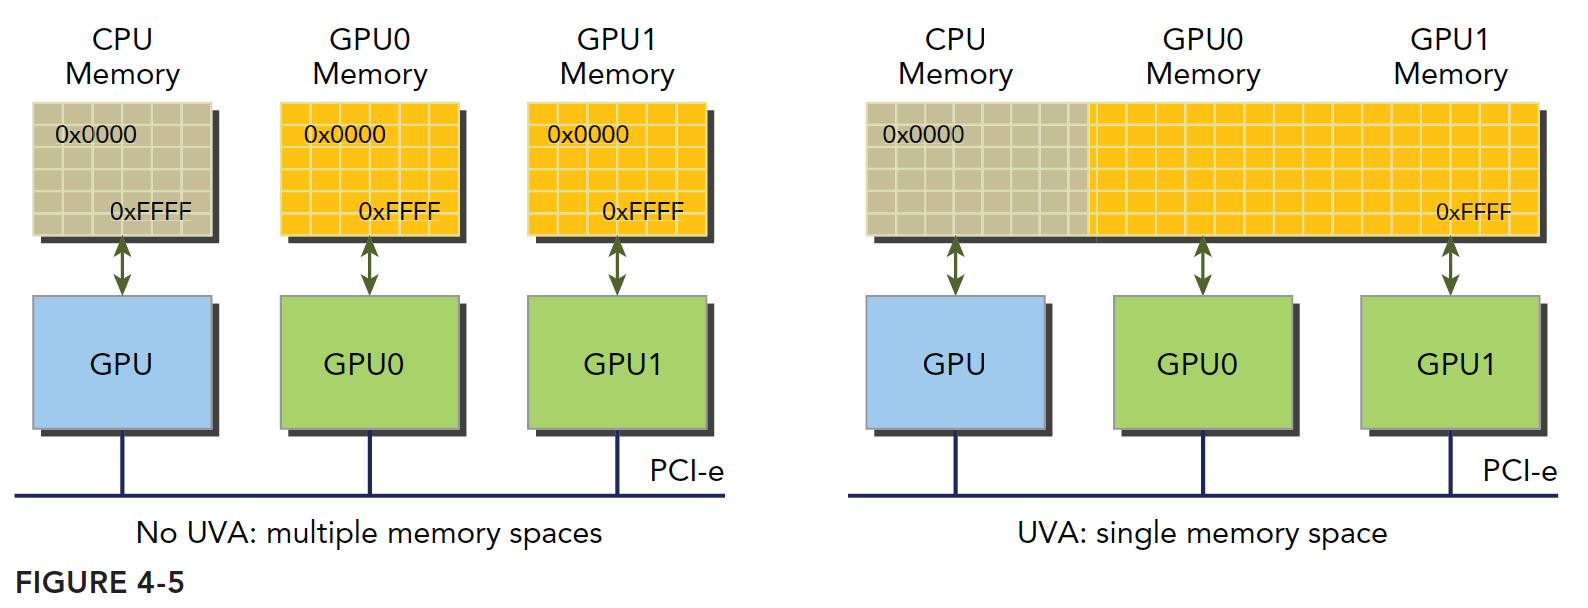 CPU
Memory
GPU0
Memory
GPU1
Memory
0x0000
0xFFFF
0x0000
0xFFFF
0x0000
0xFFFF
GPU
GPU0
GPU1
PCI-e
No UVA: multiple memory spaces
CPU
Memory
GPU0
Memory
GPU1
Memory
0x0000
0xFFFF
GPU
GPU0
GPU1
PCI-e
UVA: single memory space
FIGURE 4-5